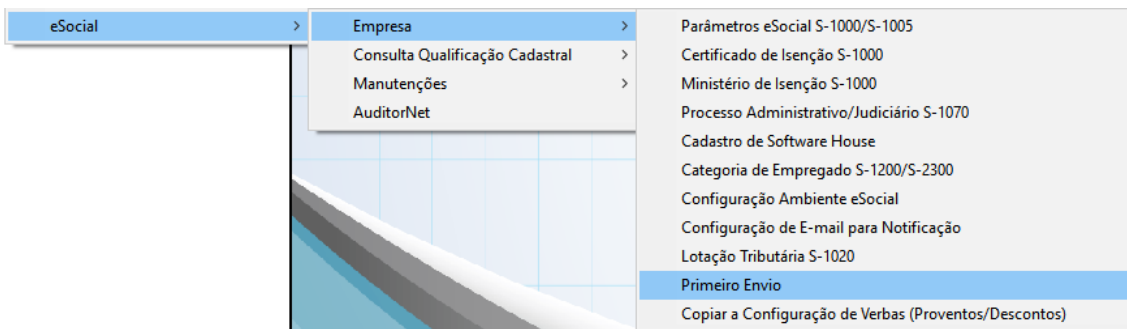 eSocial
Empresa
Consulta Qualificação Cadastral
Manutenções
AuditorNet
Parâmetros eSocial S-1000/S-1005
Certificado de Isenção S-1000
Ministério de Isenção S-1000
Processo Administrativo/Judiciário S-1070
Cadastro de Software House
Categoria de Empregado S-1200/S-2300
Configuração Ambiente eSocial
Configuração de E-mail para Notificação
Lotação Tributária S-1020
Primeiro Envio
Copiar a Configuração de Verbas (Proventos/Descontos)